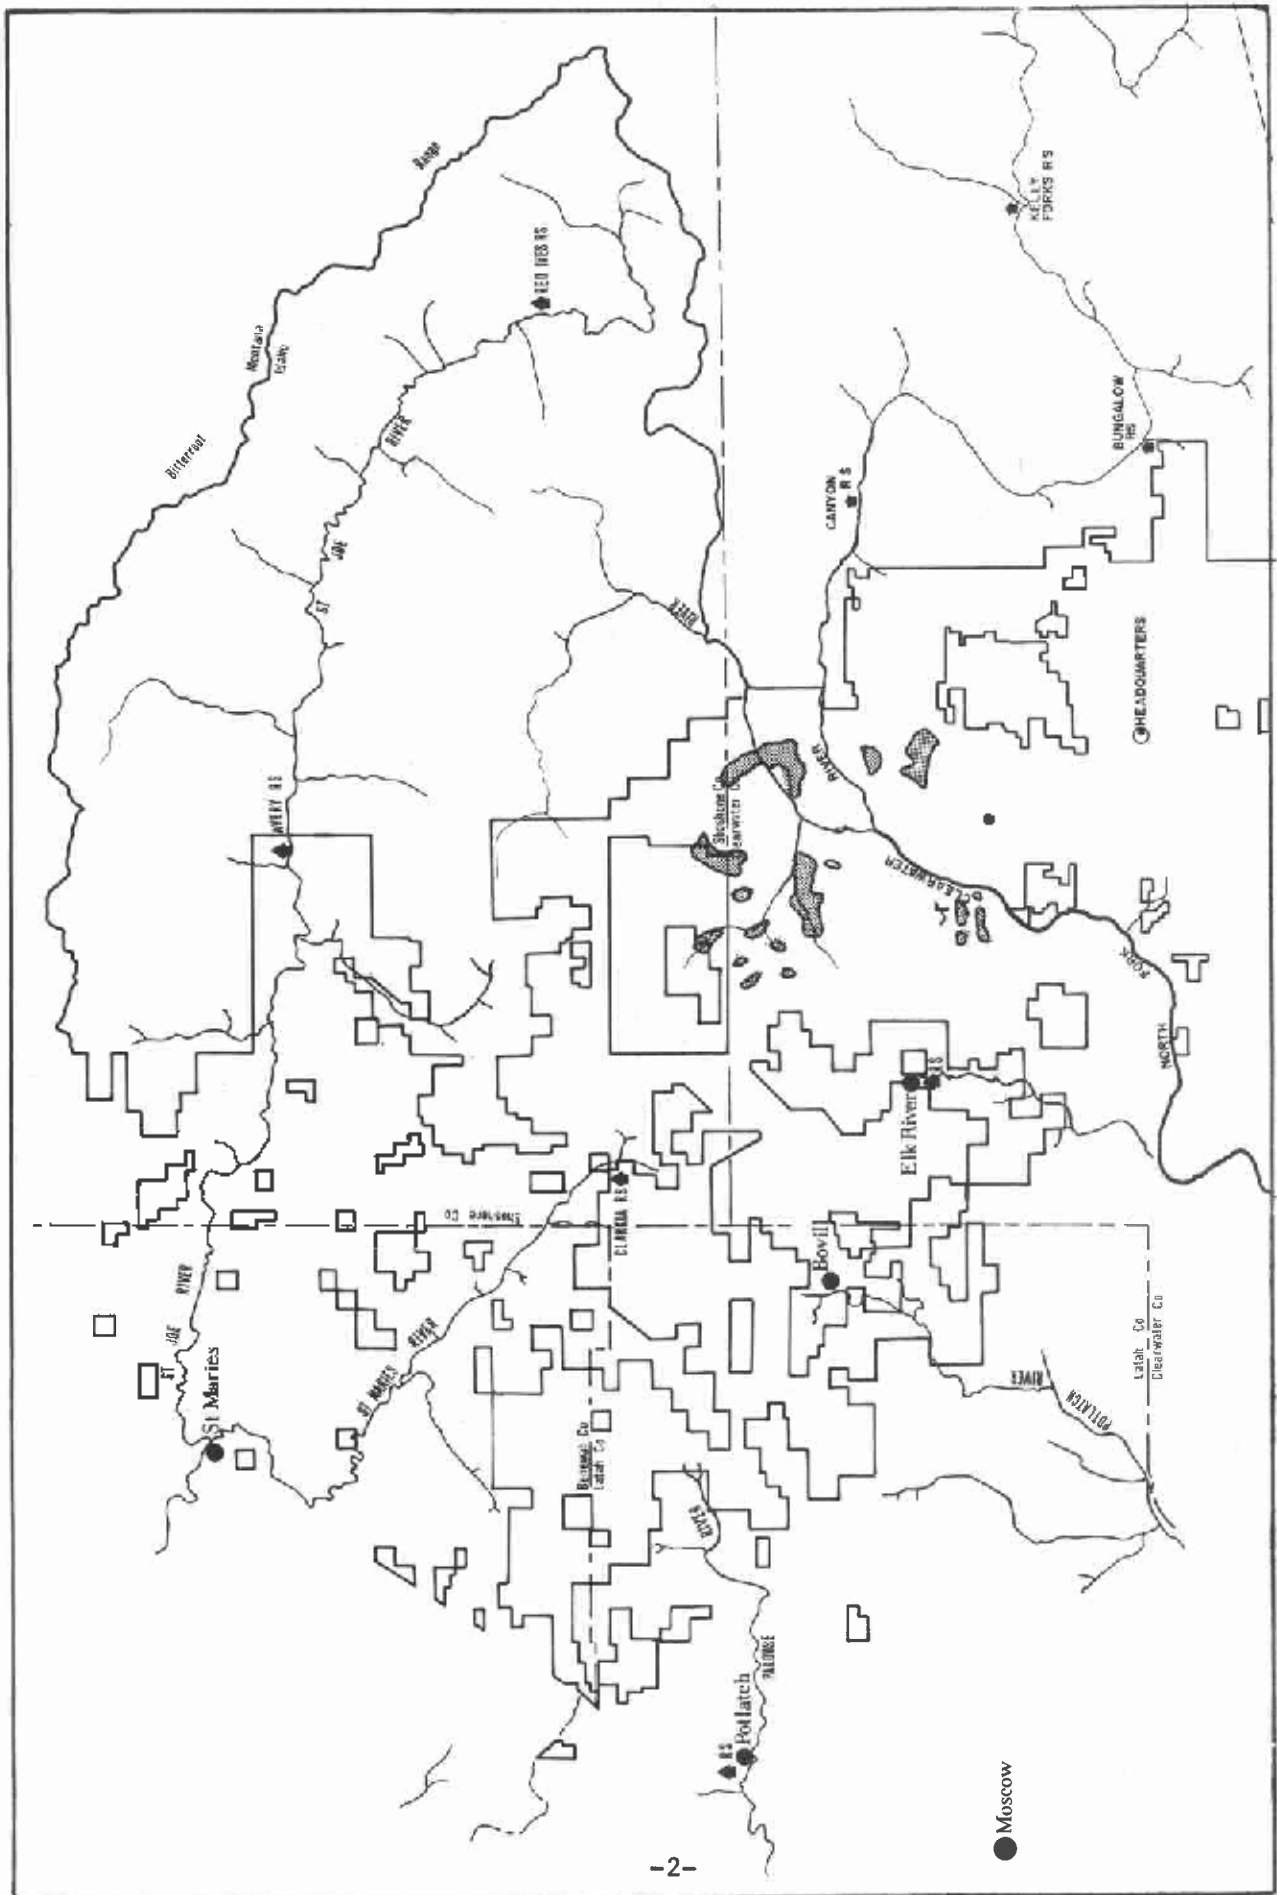 Bitterroot
Range
Montana
Idaho
RED IVES RS
KELLY
FORKS RS
RIVER
JOE
ST
AVERY RS
RIVER
CANYON
RS
BUNGALOW
RS
HEADQUARTERS
Shoshone Co
Clearwater Co
RIVER
CLEARWATER
FORK
NORTH
RIVER
JOE
ST
St Maries
Shoshone Co
CLARKIA RS
ST MARIES RIVER
Elk River
RS
Bovill
Benewah Co
Latah Co
RIVER
POTLATCH
Latah Co
Clearwater Co
RIVER
PALOUSE
RS
Potlatch
Moscow
-2-